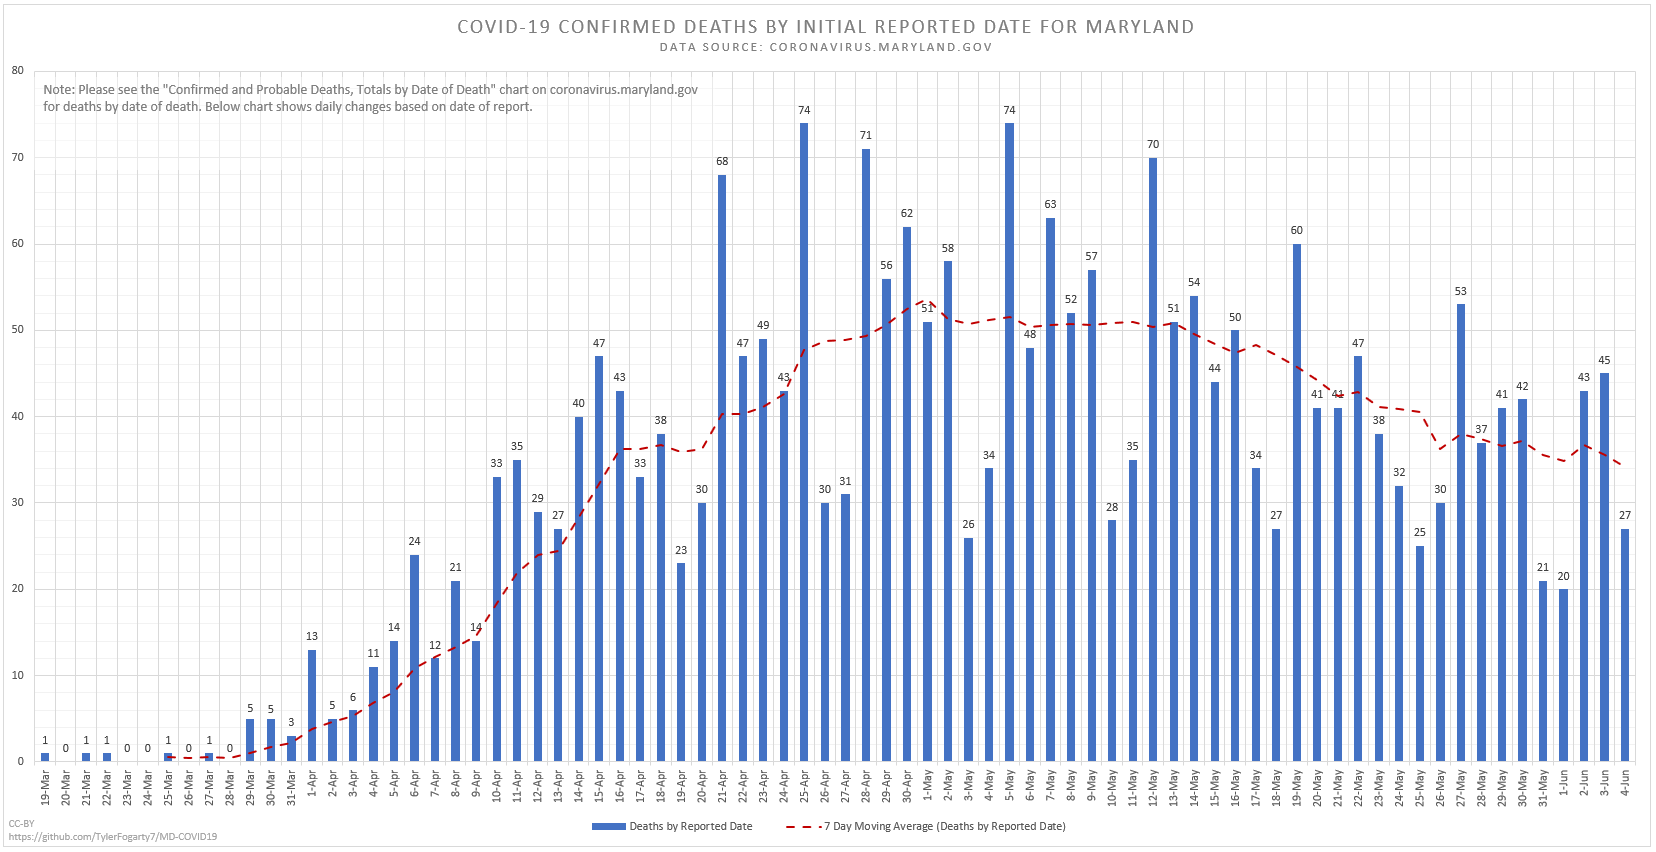 COVID-19 CONFIRMED DEATHS BY INITIAL REPORTED DATE FOR MARYLAND
DATA SOURCE: CORONAVIRUS.MARYLAND.GOV
Note: Please see the "Confirmed and Probable Deaths, Totals by Date of Death" chart on coronavirus.maryland.gov
for deaths by date of death. Below chart shows daily changes based on date of report.
80
70
60
50
40
30
20
10
0
1 0 1 1 0 0 1 0 1 0 5 5 3 13 5 6 11 14 24 12 21 14 33 35 29 27 40 47 43 33 38 23 30 68 47 49 43 74 30 31 71 56 62 51 58 26 34 74 48 63 52 57 28 35 70 51 54 44 50 34 27 60 41 41 47 38 32 25 30 53 37 41 42 21 20 43 45 27
19-Mar 20-Mar 21-Mar 22-Mar 23-Mar 24-Mar 25-Mar 26-Mar 27-Mar 28-Mar 29-Mar 30-Mar 31-Mar 1-Apr 2-Apr 3-Apr 4-Apr 5-Apr 6-Apr 7-Apr 8-Apr 9-Apr 10-Apr 11-Apr 12-Apr 13-Apr 14-Apr 15-Apr 16-Apr 17-Apr 18-Apr 19-Apr 20-Apr 21-Apr 22-Apr 23-Apr 24-Apr 25-Apr 26-Apr 27-Apr 28-Apr 29-Apr 30-Apr 1-May 2-May 3-May 4-May 5-May 6-May 7-May 8-May 9-May 10-May 11-May 12-May 13-May 14-May 15-May 16-May 17-May 18-May 19-May 20-May 21-May 22-May 23-May 24-May 25-May 26-May 27-May 28-May 29-May 30-May 31-May 1-Jun 2-Jun 3-Jun 4-Jun
Deaths by Reported Date
7 Day Moving Average (Deaths by Reported Date)
CC-BY
https://github.com/TylerFogarty7/MD-COVID19